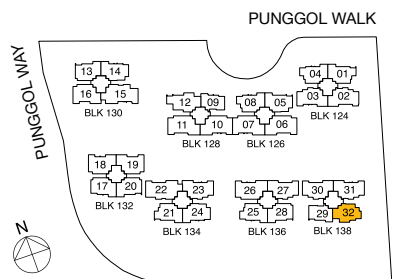 PUNGGOL WALK
PUNGGOL WAY
13 14
16 15
BLK 130
04 01
03 02
BLK 124
12 09
11 10
BLK 128
08 05
07 06
BLK 126
18 19
17 20
BLK 132
22 23
21 24
BLK 134
26 27
25 28
BLK 136
30 31
29 32
BLK 138
N